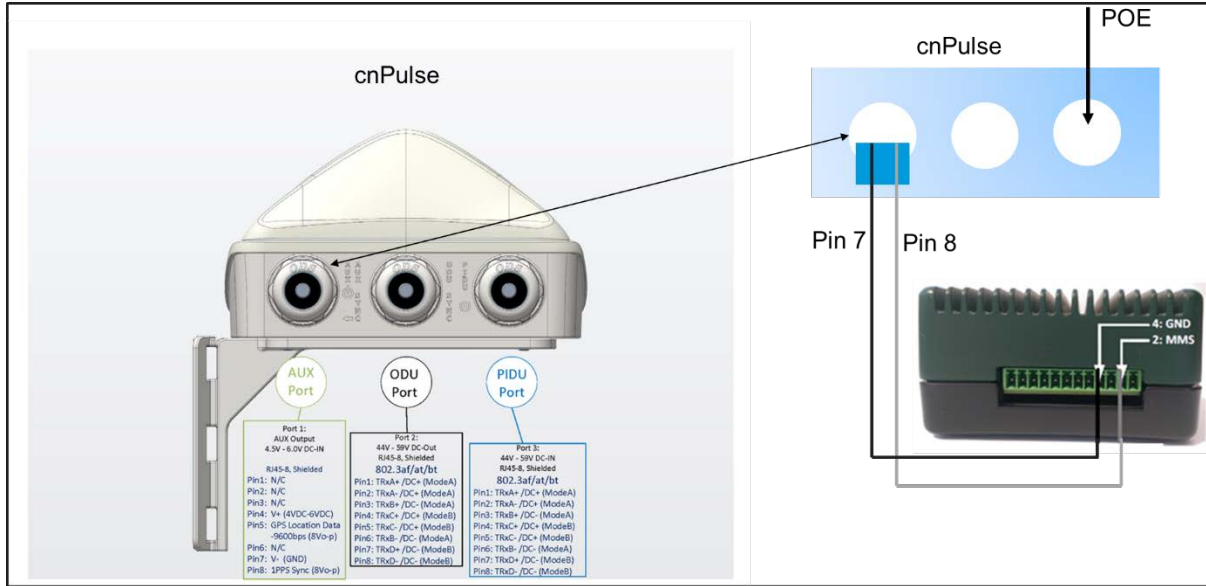 cnPulse
AUX
Port
ODU
Port
PIDU
Port
Port 1:
AUX Output
4.5V - 6.0V DC-IN
RJ45-8, Shielded
Pin1: N/C
Pin2: N/C
Pin3: N/C
Pin4: V+ (4VDC-6VDC)
Pin5: GPS Location Data
-9600bps (8Vo-p)
Pin6: N/C
Pin7: V- (GND)
Pin8: 1PPS Sync (8Vo-p)
Port 2:
44V - 59V DC-Out
RJ45-8, Shielded
802.3af/at/bt
Pin1: TRxA+ /DC+ (ModeA)
Pin2: TRxA- /DC+ (ModeA)
Pin3: TRxB+ /DC- (ModeA)
Pin4: TRxC+ /DC+ (ModeB)
Pin5: TRxC- /DC+ (ModeB)
Pin6: TRxB- /DC- (ModeA)
Pin7: TRxD+ /DC- (ModeB)
Pin8: TRxD- /DC- (ModeB)
Port 3:
44V - 59V DC-IN
RJ45-8, Shielded
802.3af/at/bt
Pin1: TRxA+ /DC+ (ModeA)
Pin2: TRxA- /DC+ (ModeA)
Pin3: TRxB+ /DC- (ModeA)
Pin4: TRxC+ /DC+ (ModeB)
Pin5: TRxC- /DC+ (ModeB)
Pin6: TRxB- /DC- (ModeA)
Pin7: TRxD+ /DC- (ModeB)
Pin8: TRxD- /DC- (ModeB)
POE
cnPulse
Pin 7
Pin 8
4: GND
2: MMS